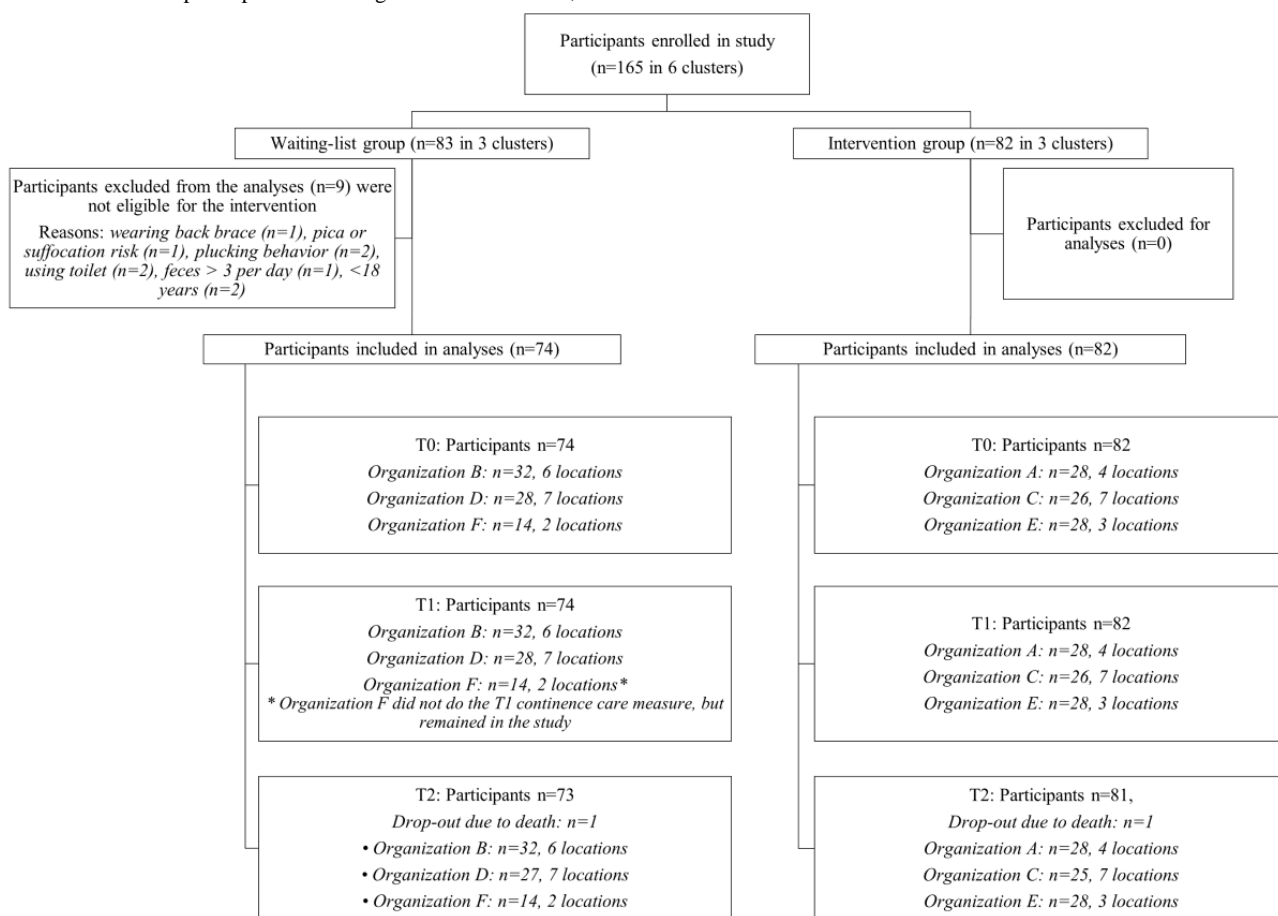 Participants enrolled in study
(n=165 in 6 clusters)
Waiting-list group (n=83 in 3 clusters)
Intervention group (n=82 in 3 clusters)
Participants excluded from the analyses (n=9) were
not eligible for the intervention
Reasons: wearing back brace (n=1), pica or
suffocation risk (n=1), plucking behavior (n=2),
using toilet (n=2), feces > 3 per day (n=1), <18
years (n=2)
Participants excluded for
analyses (n=0)
Participants included in analyses (n=74)
Participants included in analyses (n=82)
T0: Participants n=74
Organization B: n=32, 6 locations
Organization D: n=28, 7 locations
Organization F: n=14, 2 locations
T0: Participants n=82
Organization A: n=28, 4 locations
Organization C: n=26, 7 locations
Organization E: n=28, 3 locations
T1: Participants n=74
Organization B: n=32, 6 locations
Organization D: n=28, 7 locations
Organization F: n=14, 2 locations*
* Organization F did not do the T1 continence care measure, but
remained in the study
T1: Participants n=82
Organization A: n=28, 4 locations
Organization C: n=26, 7 locations
Organization E: n=28, 3 locations
T2: Participants n=73
Drop-out due to death: n=1
• Organization B: n=32, 6 locations
• Organization D: n=27, 7 locations
• Organization F: n=14, 2 locations
T2: Participants n=81,
Drop-out due to death: n=1
Organization A: n=28, 4 locations
Organization C: n=25, 7 locations
Organization E: n=28, 3 locations